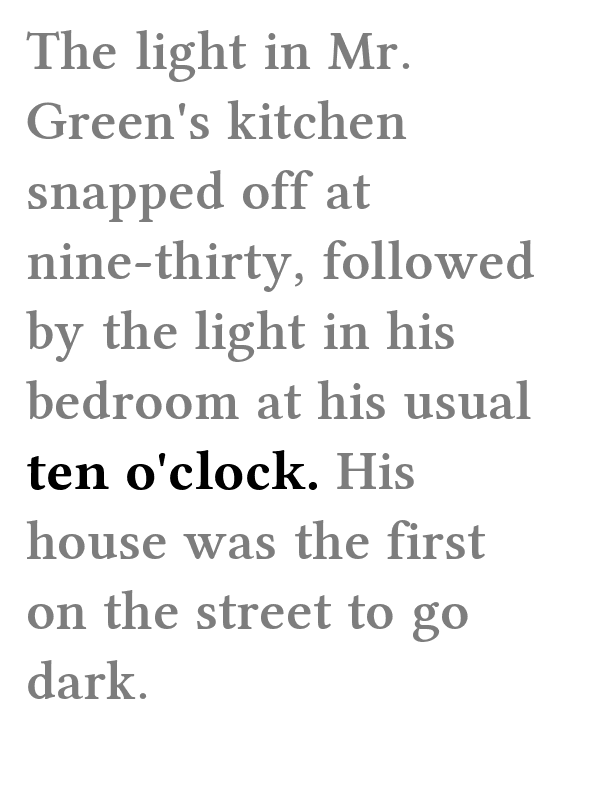 The light in Mr.
Green's kitchen
snapped off at
nine-thirty, followed
by the light in his
bedroom at his usual
ten o'clock. His
house was the first
on the street to go
dark.